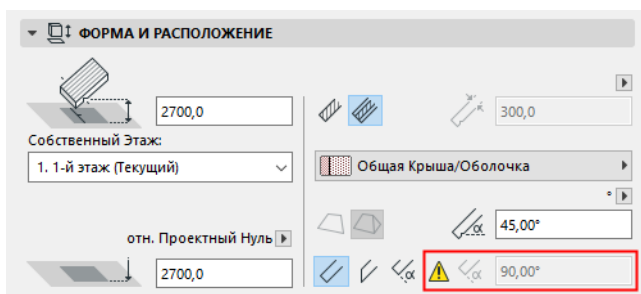 ФОРМА И РАСПОЛОЖЕНИЕ
2700,0
300,0
Собственный Этаж:
1. 1-й этаж (Текущий)
Общая Крыша/Оболочка
°
α 45,00°
отн. Проектный Нуль
2700,0
α α 90,00°